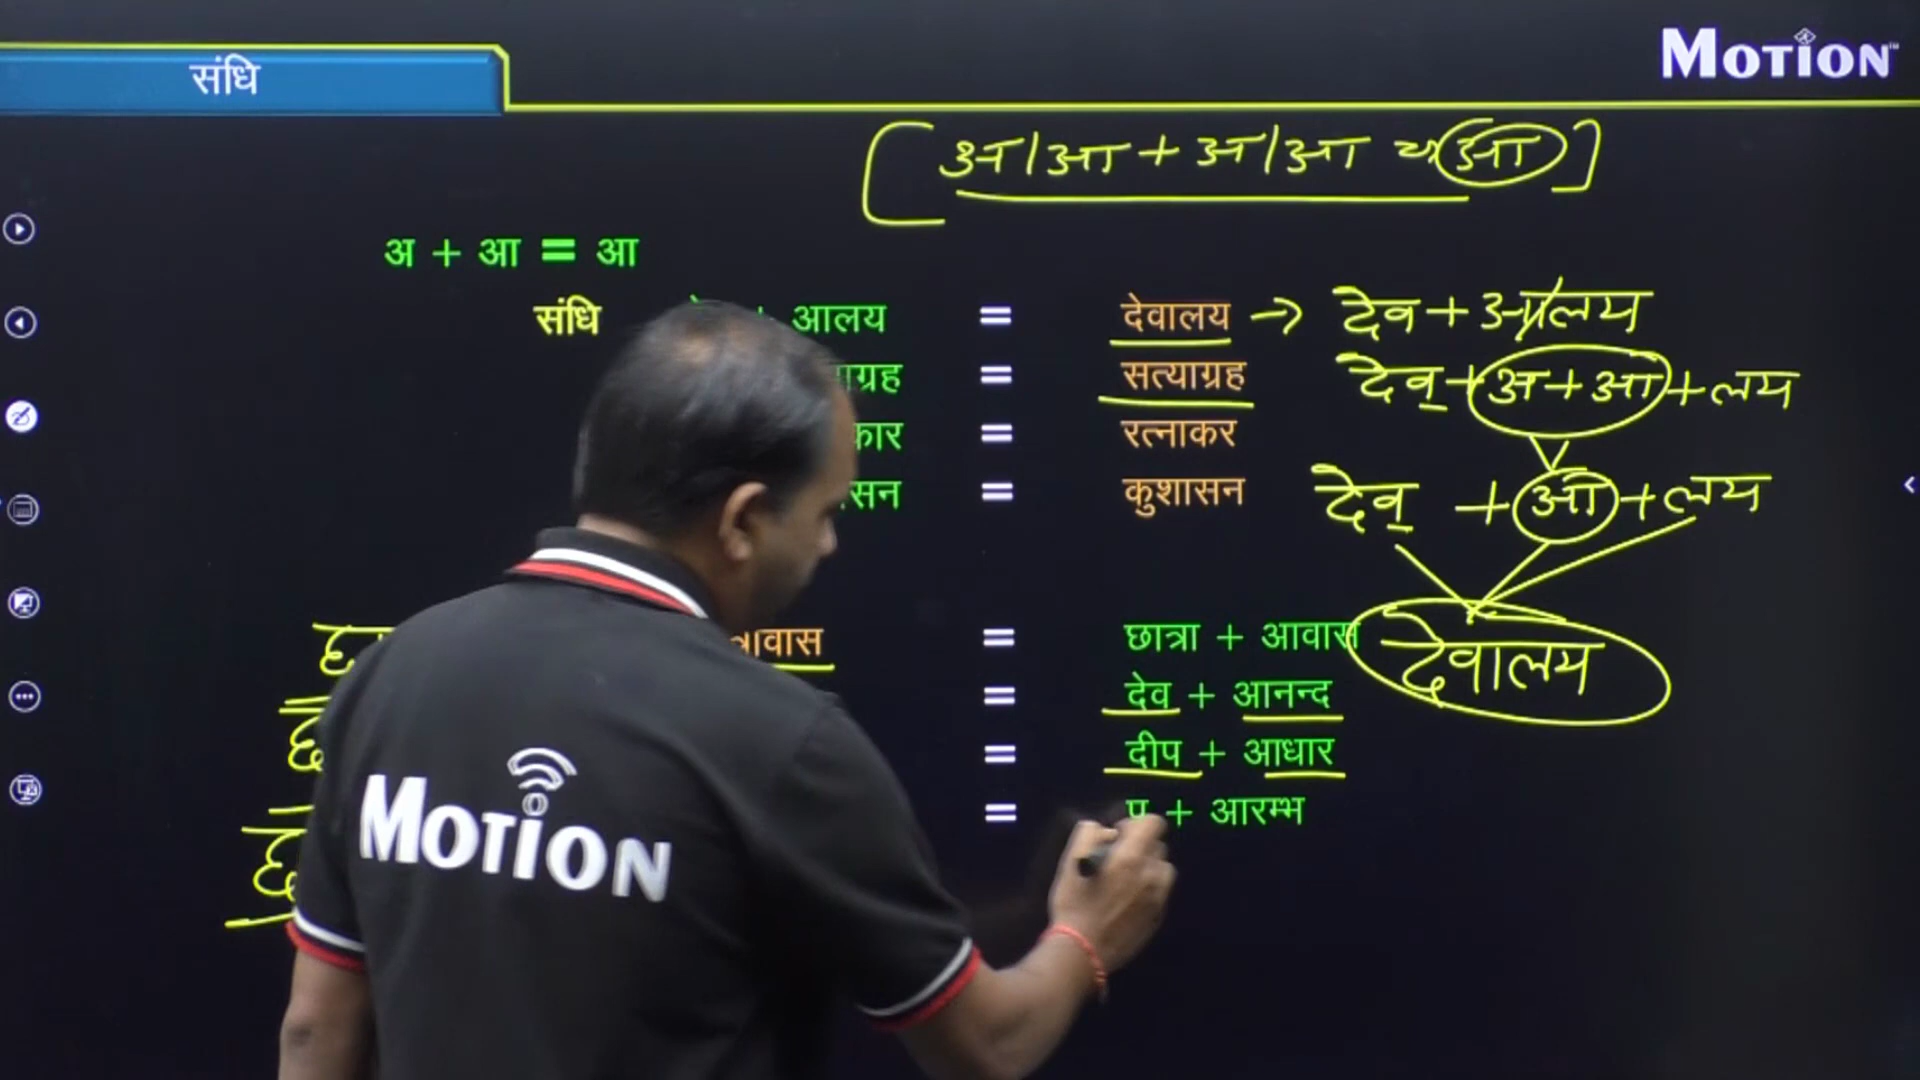 संधि
MOTION
[ अ/आ + अ/आ = आ ]
अ + आ = आ
संधि + आलय = देवालय → देव + आलय
ाग्रह = सत्याग्रह देव् + अ + आ + लय
कार = रत्नाकर
सन = कुशासन देव् + आ + लय
त्रावास = छात्रा + आवास देवालय
= देव + आनन्द
= दीप + आधार
= प्र + आरम्भ
MOTION